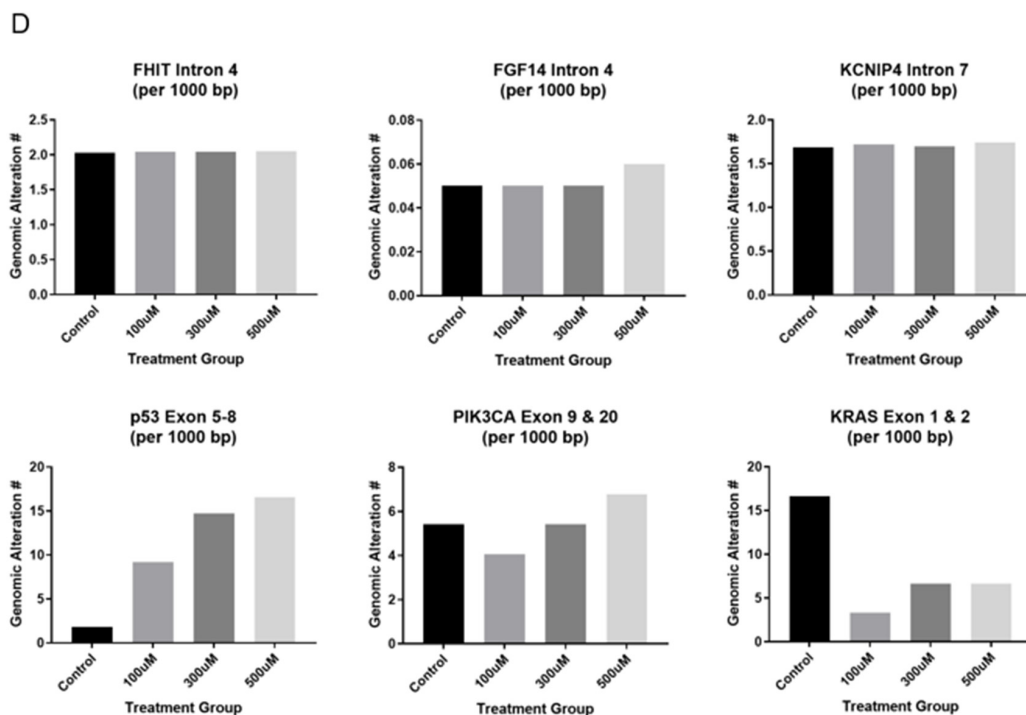 D
FHIT Intron 4
(per 1000 bp)
Genomic Alteration #
2.5
2.0
1.5
1.0
0.5
0.0
Control
100uM
300uM
500uM
Treatment Group
FGF14 Intron 4
(per 1000 bp)
Genomic Alteration #
0.08
0.06
0.04
0.02
0.00
Control
100uM
300uM
500uM
Treatment Group
KCNIP4 Intron 7
(per 1000 bp)
Genomic Alteration #
2.0
1.5
1.0
0.5
0.0
Control
100uM
300uM
500uM
Treatment Group
p53 Exon 5-8
(per 1000 bp)
Genomic Alteration #
20
15
10
5
0
Control
100uM
300uM
500uM
Treatment Group
PIK3CA Exon 9 & 20
(per 1000 bp)
Genomic Alteration #
8
6
4
2
0
Control
100uM
300uM
500uM
Treatment Group
KRAS Exon 1 & 2
(per 1000 bp)
Genomic Alteration #
20
15
10
5
0
Control
100uM
300uM
500uM
Treatment Group